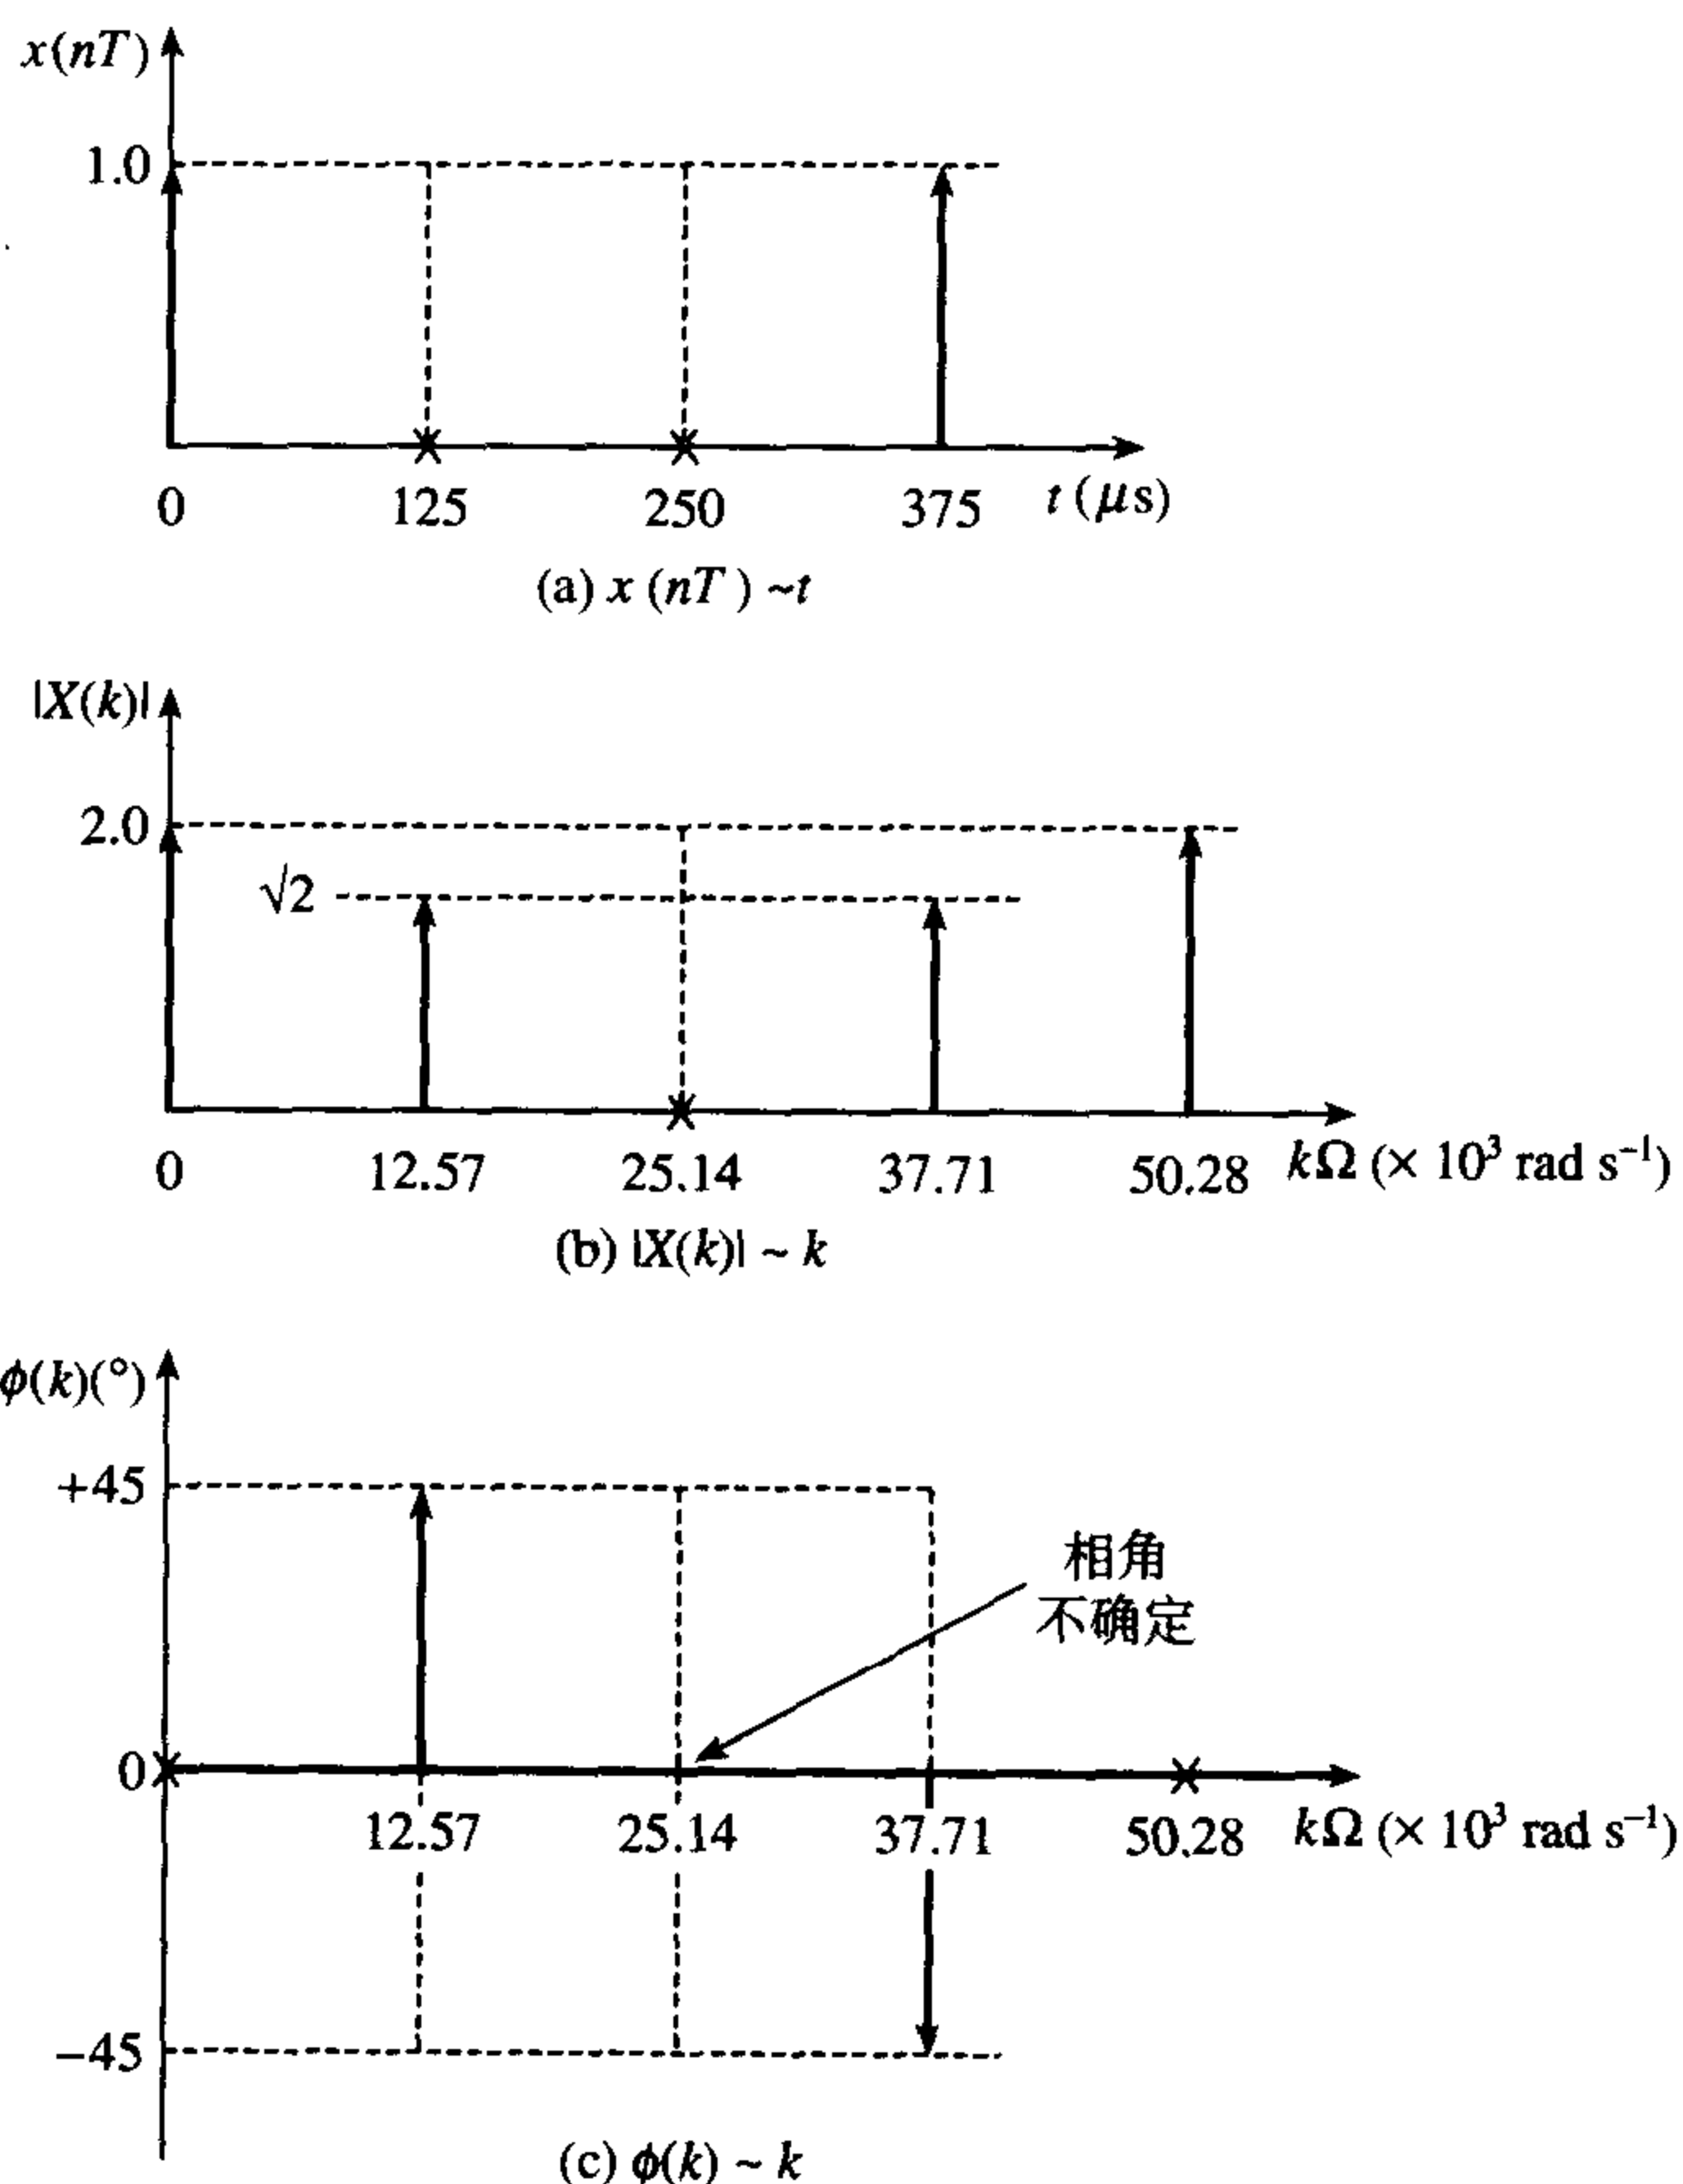 x(nT)
1.0
0 125 250 375 t (μs)
(a) x (nT) ~t
|X(k)|
2.0
√2
0 12.57 25.14 37.71 50.28 kΩ (× 10³ rad s⁻¹)
(b) |X(k)| ~ k
ϕ(k)(°)
+45
相角
不确定
0
12.57 25.14 37.71 50.28 kΩ (× 10³ rad s⁻¹)
−45
(c) ϕ(k) ~ k